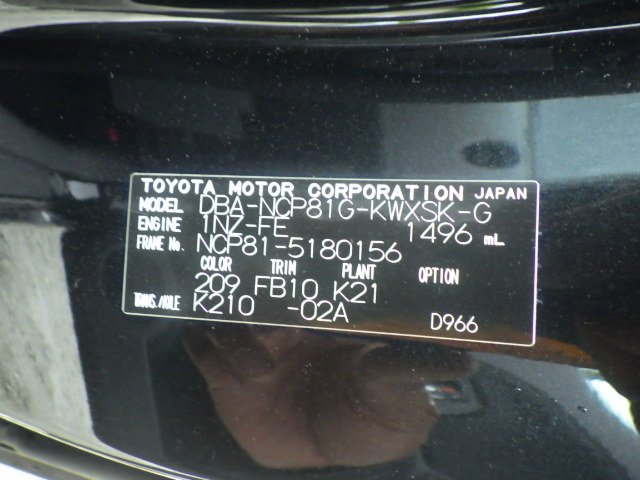 TOYOTA MOTOR CORPORATION JAPAN
MODEL DBA-NCP81G-KWXSK-G
ENGINE 1NZ-FE 1496 mL
FRAME No. NCP81-5180156
COLOR TRIM PLANT OPTION
209 FB10 K21
TRANS./AXLE K210 -02A
D966